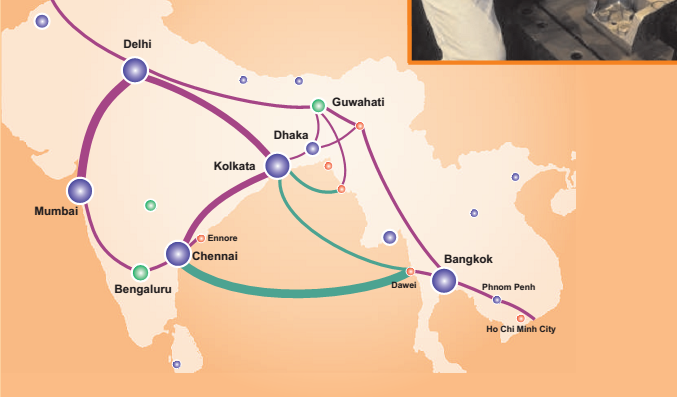 Delhi
Guwahati
Dhaka
Kolkata
Mumbai
Ennore
Chennai
Bangkok
Bengaluru
Dawei
Phnom Penh
Ho Chi Minh City